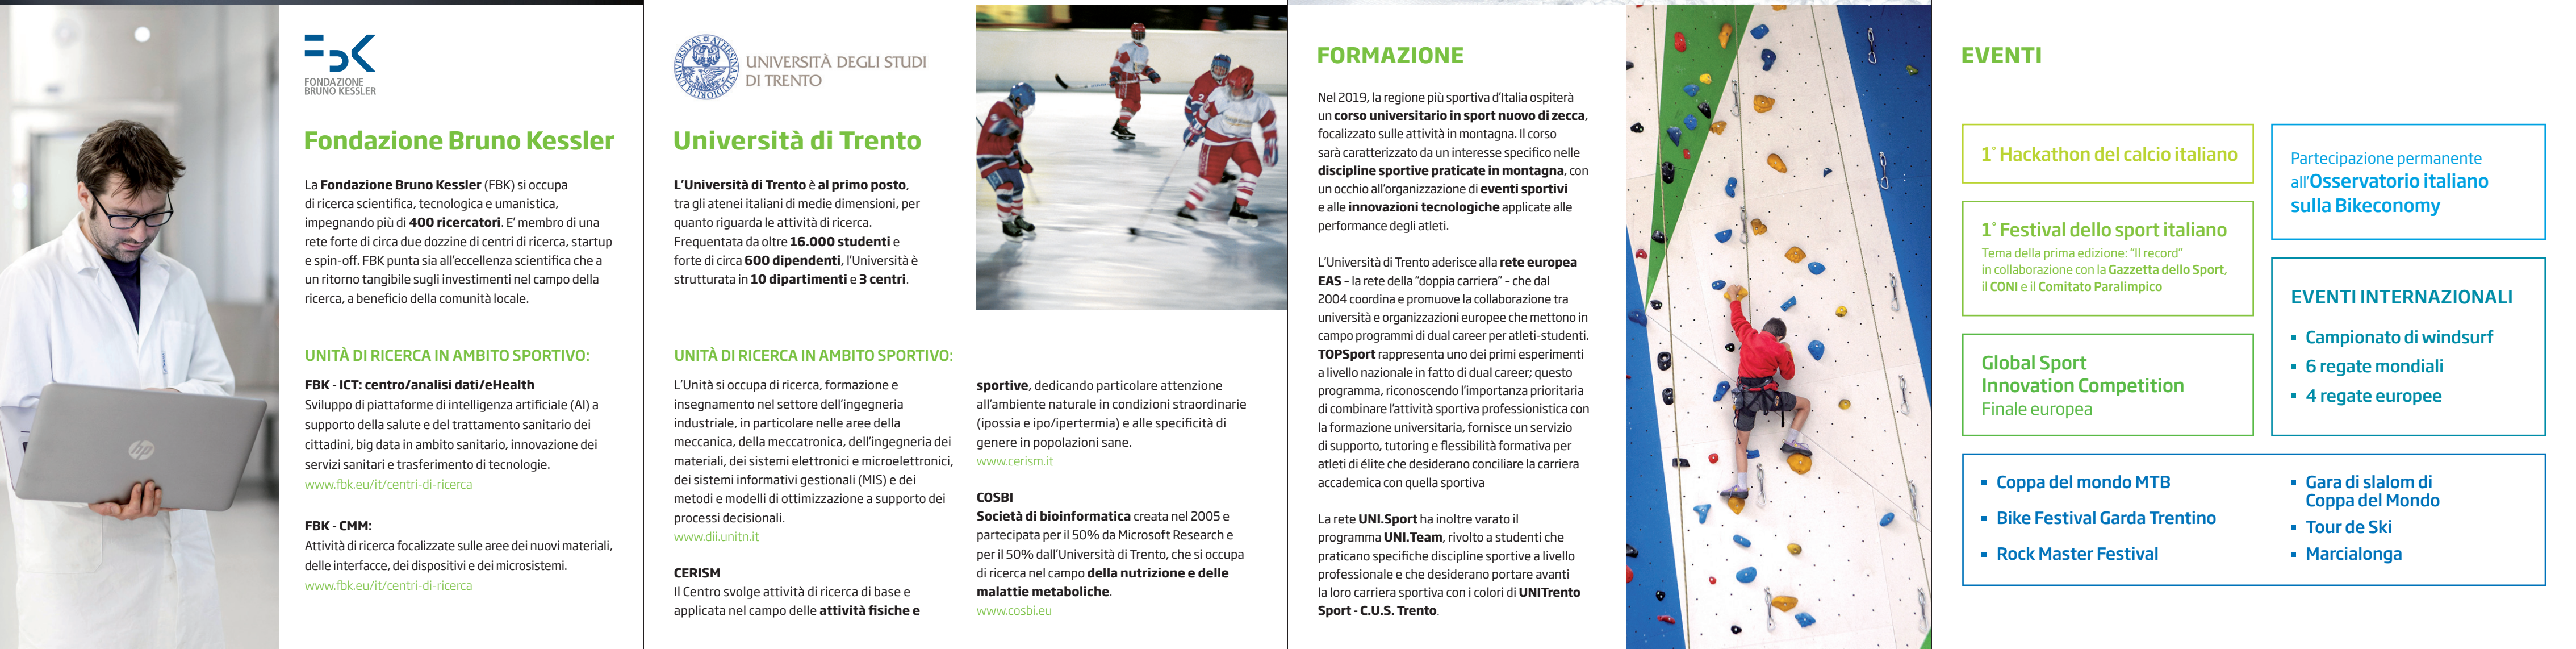 FBK
FONDAZIONE
BRUNO KESSLER
Fondazione Bruno Kessler
La Fondazione Bruno Kessler (FBK) si occupa
di ricerca scientifica, tecnologica e umanistica,
impegnando più di 400 ricercatori. E' membro di una
rete forte di circa due dozzine di centri di ricerca, startup
e spin-off. FBK punta sia all'eccellenza scientifica che a
un ritorno tangibile sugli investimenti nel campo della
ricerca, a beneficio della comunità locale.
UNITÀ DI RICERCA IN AMBITO SPORTIVO:
FBK - ICT: centro/analisi dati/eHealth
Sviluppo di piattaforme di intelligenza artificiale (AI) a
supporto della salute e del trattamento sanitario dei
cittadini, big data in ambito sanitario, innovazione dei
servizi sanitari e trasferimento di tecnologie.
www.fbk.eu/it/centri-di-ricerca
FBK - CMM:
Attività di ricerca focalizzate sulle aree dei nuovi materiali,
delle interfacce, dei dispositivi e dei microsistemi.
www.fbk.eu/it/centri-di-ricerca
hp
UNIVERSITÀ DEGLI STUDI
DI TRENTO
Università di Trento
L'Università di Trento è al primo posto,
tra gli atenei italiani di medie dimensioni, per
quanto riguarda le attività di ricerca.
Frequentata da oltre 16.000 studenti e
forte di circa 600 dipendenti, l'Università è
strutturata in 10 dipartimenti e 3 centri.
UNITÀ DI RICERCA IN AMBITO SPORTIVO:
L'Unità si occupa di ricerca, formazione e
insegnamento nel settore dell'ingegneria
industriale, in particolare nelle aree della
meccanica, della meccatronica, dell'ingegneria dei
materiali, dei sistemi elettronici e microelettronici,
dei sistemi informativi gestionali (MIS) e dei
metodi e modelli di ottimizzazione a supporto dei
processi decisionali.
www.dii.unitn.it
CERISM
Il Centro svolge attività di ricerca di base e
applicata nel campo delle attività fisiche e
sportive, dedicando particolare attenzione
all'ambiente naturale in condizioni straordinarie
(ipossia e ipo/ipertermia) e alle specificità di
genere in popolazioni sane.
www.cerism.it
COSBI
Società di bioinformatica creata nel 2005 e
partecipata per il 50% da Microsoft Research e
per il 50% dall'Università di Trento, che si occupa
di ricerca nel campo della nutrizione e delle
malattie metaboliche.
www.cosbi.eu
FORMAZIONE
Nel 2019, la regione più sportiva d'Italia ospiterà
un corso universitario in sport nuovo di zecca,
focalizzato sulle attività in montagna. Il corso
sarà caratterizzato da un interesse specifico nelle
discipline sportive praticate in montagna, con
un occhio all'organizzazione di eventi sportivi
e alle innovazioni tecnologiche applicate alle
performance degli atleti.
L'Università di Trento aderisce alla rete europea
EAS – la rete della "doppia carriera" – che dal
2004 coordina e promuove la collaborazione tra
università e organizzazioni europee che mettono in
campo programmi di dual career per atleti-studenti.
TOPSport rappresenta uno dei primi esperimenti
a livello nazionale in fatto di dual career; questo
programma, riconoscendo l'importanza prioritaria
di combinare l'attività sportiva professionistica con
la formazione universitaria, fornisce un servizio
di supporto, tutoring e flessibilità formativa per
atleti di élite che desiderano conciliare la carriera
accademica con quella sportiva
La rete UNI.Sport ha inoltre varato il
programma UNI.Team, rivolto a studenti che
praticano specifiche discipline sportive a livello
professionale e che desiderano portare avanti
la loro carriera sportiva con i colori di UNITrento
Sport - C.U.S. Trento.
EVENTI
1° Hackathon del calcio italiano
1° Festival dello sport italiano
Tema della prima edizione: "Il record"
in collaborazione con la Gazzetta dello Sport,
il CONI e il Comitato Paralimpico
Global Sport
Innovation Competition
Finale europea
Partecipazione permanente
all'Osservatorio italiano
sulla Bikeconomy
EVENTI INTERNAZIONALI
▪ Campionato di windsurf
▪ 6 regate mondiali
▪ 4 regate europee
▪ Coppa del mondo MTB
▪ Bike Festival Garda Trentino
▪ Rock Master Festival
▪ Gara di slalom di
Coppa del Mondo
▪ Tour de Ski
▪ Marcialonga